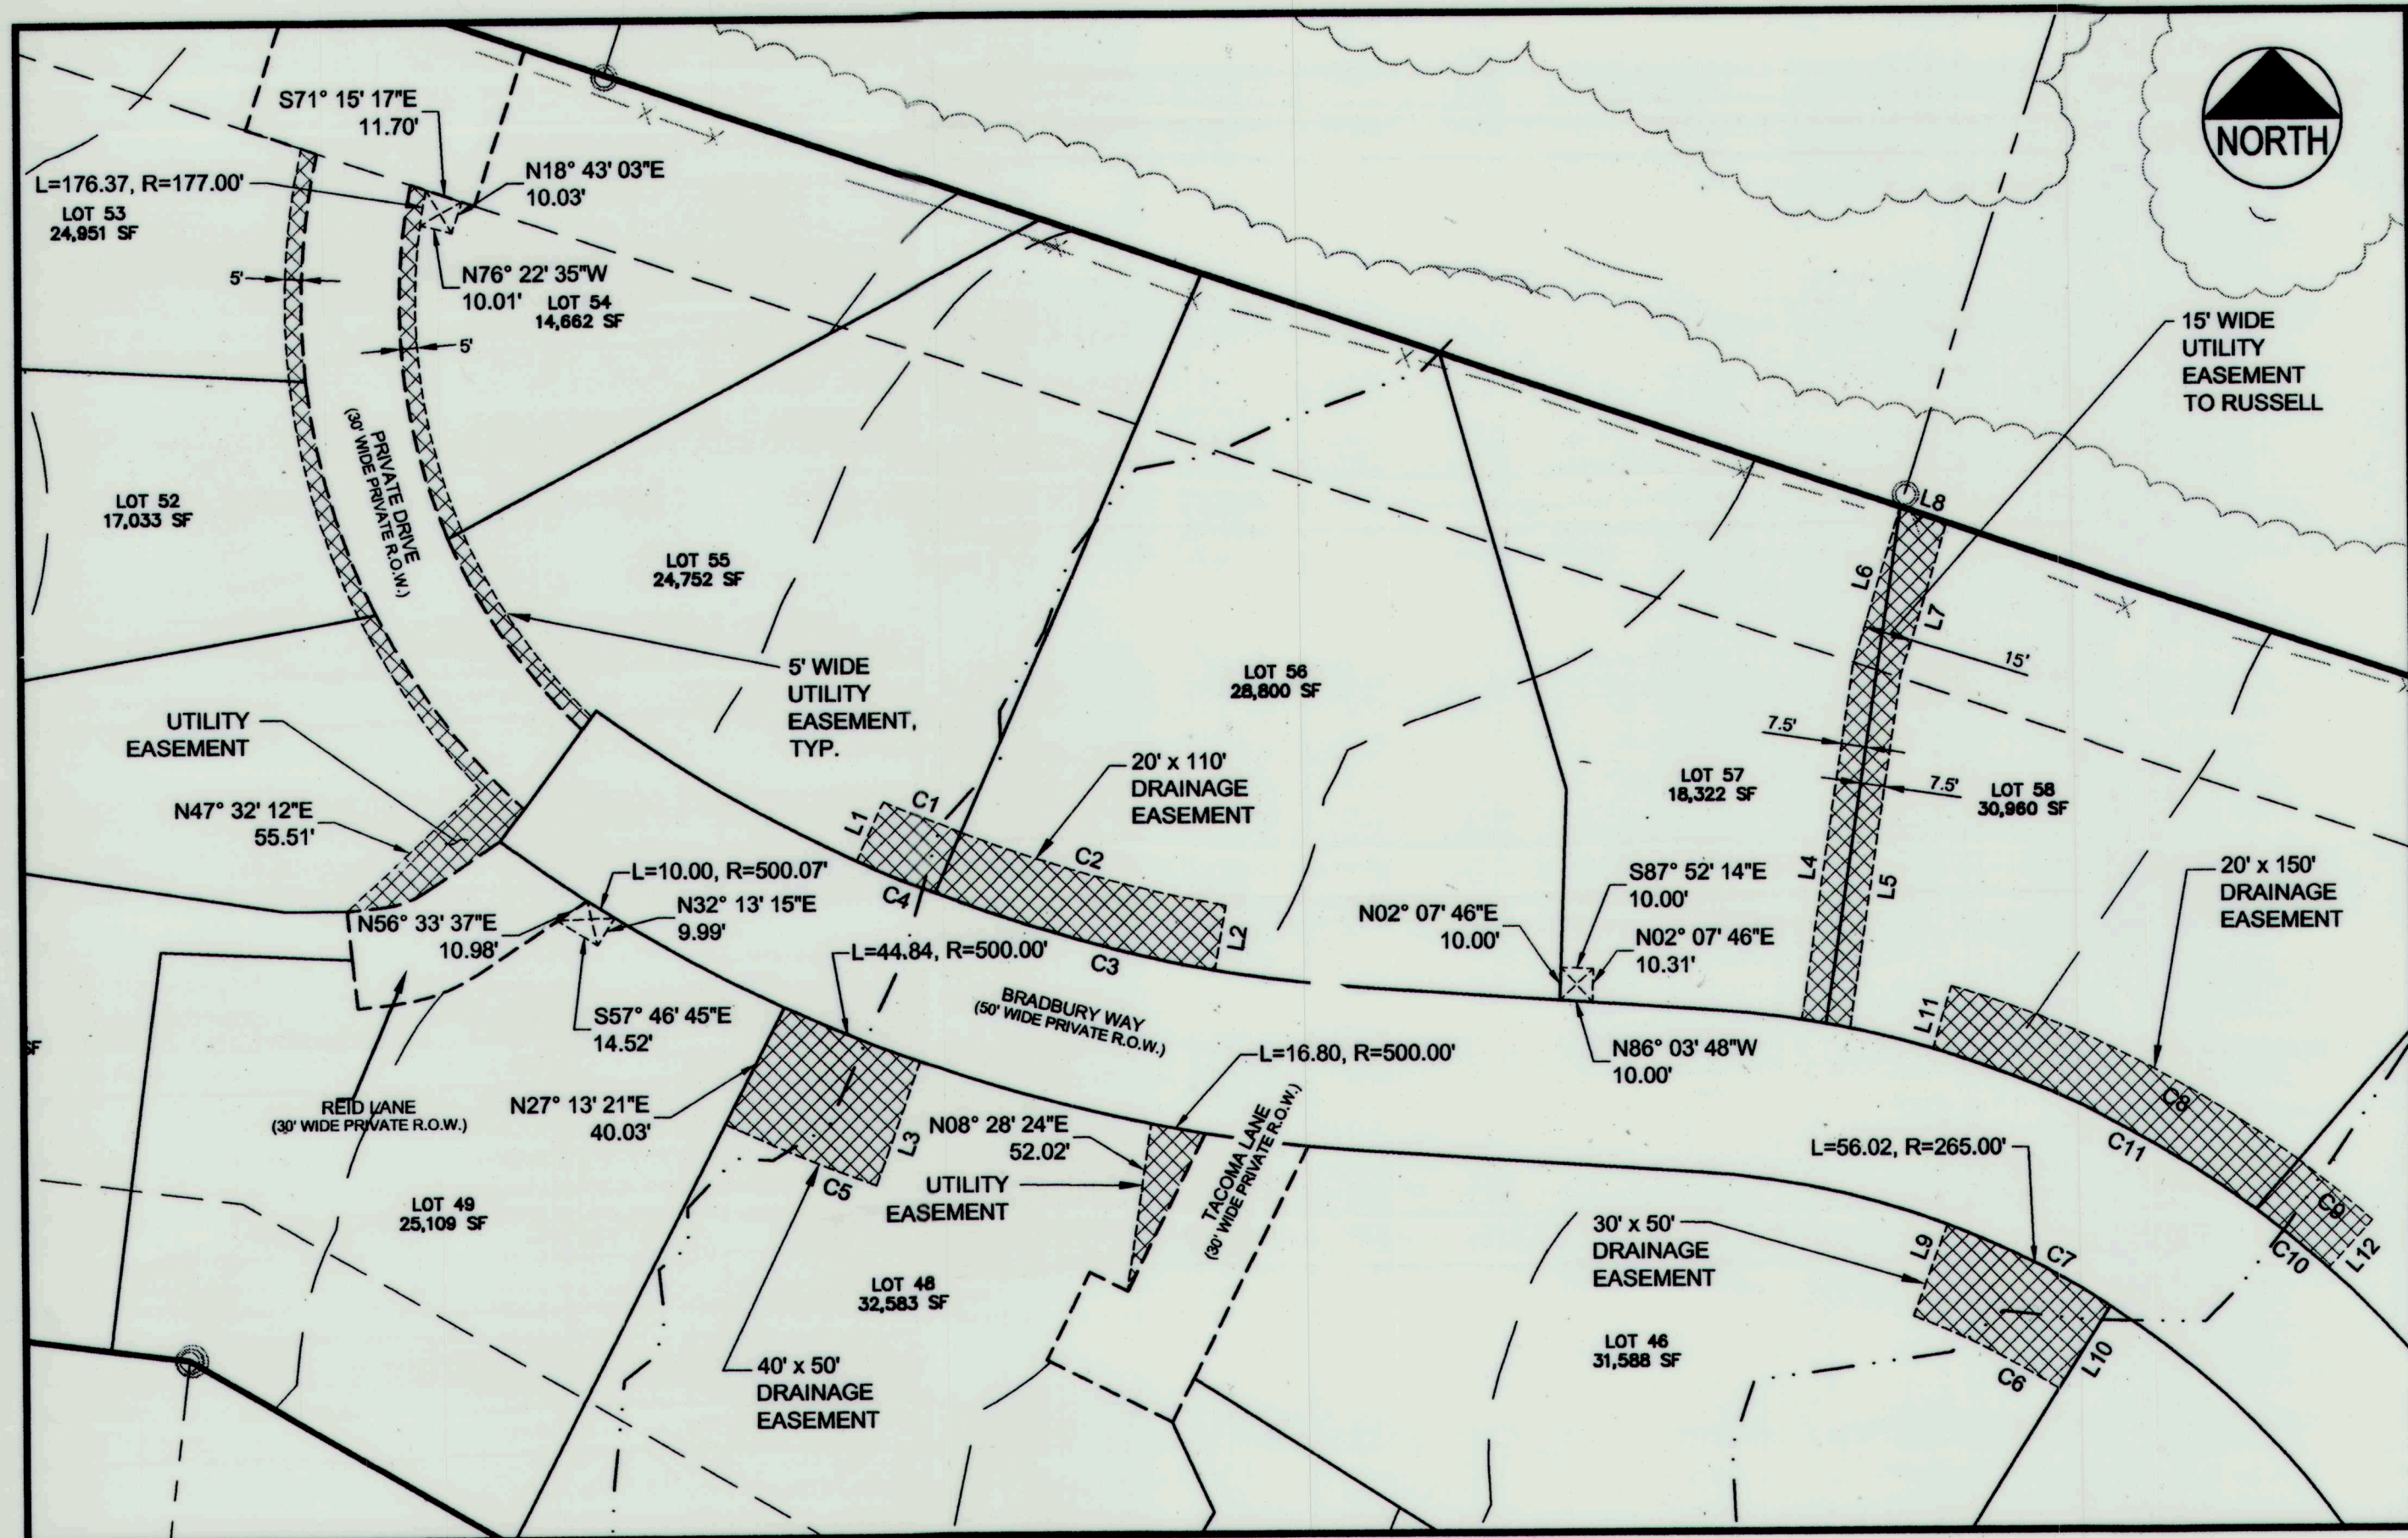 S71° 15' 17"E
11.70'
NORTH
L=176.37, R=177.00'
N18° 43' 03"E
10.03'
LOT 53
24,951 SF
5'
N76° 22' 35"W
10.01'
LOT 54
14,662 SF
5'
15' WIDE
UTILITY
EASEMENT
TO RUSSELL
PRIVATE DRIVE
(30' WIDE PRIVATE R.O.W.)
LOT 52
17,033 SF
LOT 55
24,752 SF
L8
L6
L7
15'
5' WIDE
UTILITY
EASEMENT,
TYP.
LOT 56
28,800 SF
UTILITY
EASEMENT
7.5'
7.5'
20' x 110'
DRAINAGE
EASEMENT
LOT 57
18,322 SF
LOT 58
30,960 SF
N47° 32' 12"E
55.51'
L1
C1
C2
L4
L5
20' x 150'
DRAINAGE
EASEMENT
L=10.00, R=500.07'
C4
S87° 52' 14"E
10.00'
N56° 33' 37"E
10.98'
N32° 13' 15"E
9.99'
L2
C3
N02° 07' 46"E
10.00'
N02° 07' 46"E
10.31'
L=44.84, R=500.00'
S57° 46' 45"E
14.52'
BRADBURY WAY
(50' WIDE PRIVATE R.O.W.)
L11
SF
N86° 03' 48"W
10.00'
L=16.80, R=500.00'
REID LANE
(30' WIDE PRIVATE R.O.W.)
N27° 13' 21"E
40.03'
N08° 28' 24"E
52.02'
L3
TACOMA LANE
(30' WIDE PRIVATE R.O.W.)
C8
C11
L=56.02, R=265.00'
C5
UTILITY
EASEMENT
LOT 49
25,109 SF
C9
C10
L12
30' x 50'
DRAINAGE
EASEMENT
L9
C7
LOT 48
32,583 SF
LOT 46
31,588 SF
C6
L10
40' x 50'
DRAINAGE
EASEMENT